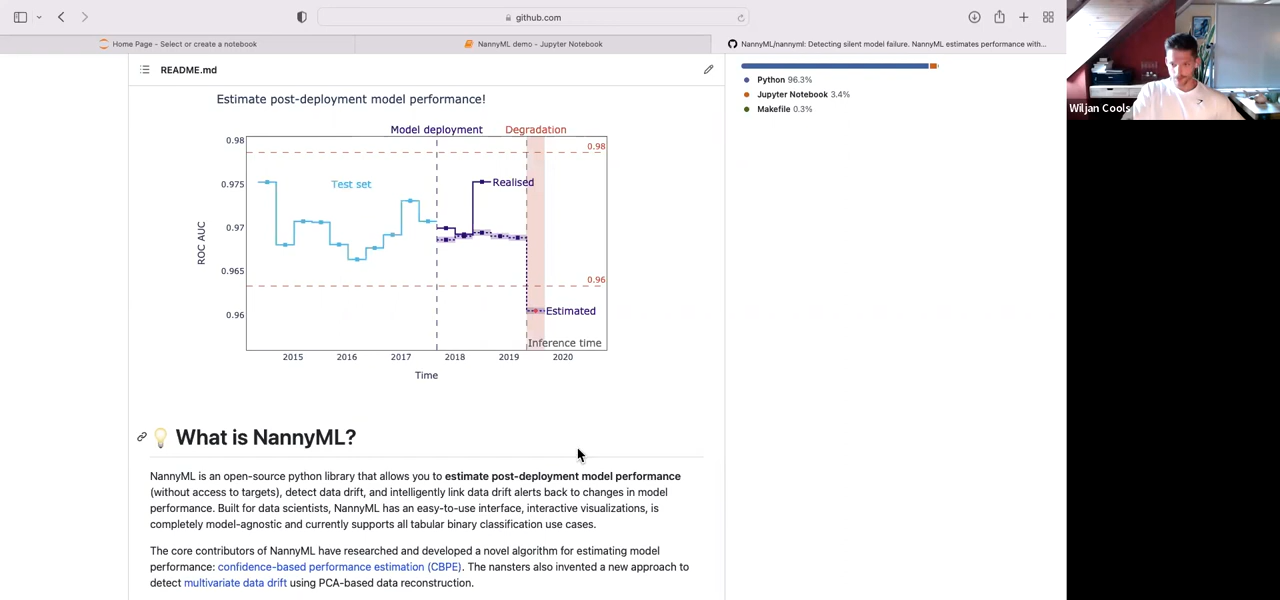 github.com
Home Page - Select or create a notebook
NannyML demo - Jupyter Notebook
NannyML/nannyml: Detecting silent model failure. NannyML estimates performance with...
README.md
Python 96.3%
Jupyter Notebook 3.4%
Makefile 0.3%
Wiljan Cools
Estimate post-deployment model performance!
Model deployment
Degradation
0.98
0.98
0.975
Test set
Realised
0.97
ROC AUC
0.965
0.96
0.96
Estimated
Inference time
2015
2016
2017
2018
2019
2020
Time
What is NannyML?
NannyML is an open-source python library that allows you to estimate post-deployment model performance
(without access to targets), detect data drift, and intelligently link data drift alerts back to changes in model
performance. Built for data scientists, NannyML has an easy-to-use interface, interactive visualizations, is
completely model-agnostic and currently supports all tabular binary classification use cases.
The core contributors of NannyML have researched and developed a novel algorithm for estimating model
performance: confidence-based performance estimation (CBPE). The nansters also invented a new approach to
detect multivariate data drift using PCA-based data reconstruction.